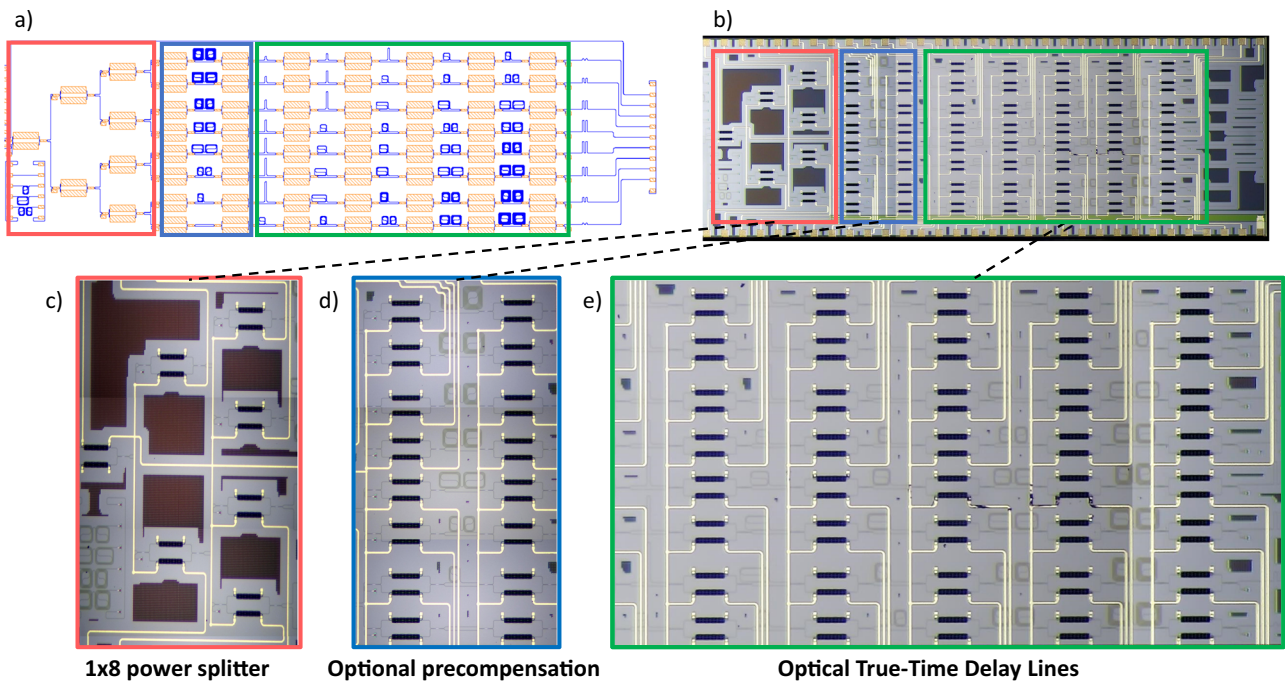 a)
b)
c)
d)
e)
1x8 power splitter
Optional precompensation
Optical True-Time Delay Lines